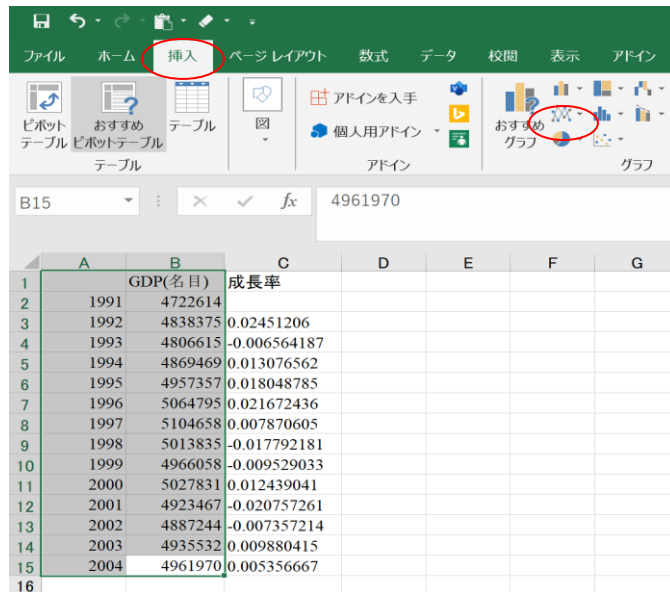 ファイル ホーム 挿入 ページ レイアウト 数式 データ 校閲 表示 アドイン
ピボット
テーブル
おすすめ
ピボットテーブル
テーブル
テーブル
図
アドインを入手
個人用アドイン
アドイン
おすすめ
グラフ
グラフ
B15 fx 4961970
A B C D E F G
1 GDP(名目) 成長率
2 1991 4722614
3 1992 4838375 0.02451206
4 1993 4806615 -0.006564187
5 1994 4869469 0.013076562
6 1995 4957357 0.018048785
7 1996 5064795 0.021672436
8 1997 5104658 0.007870605
9 1998 5013835 -0.017792181
10 1999 4966058 -0.009529033
11 2000 5027831 0.012439041
12 2001 4923467 -0.020757261
13 2002 4887244 -0.007357214
14 2003 4935532 0.009880415
15 2004 4961970 0.005356667
16